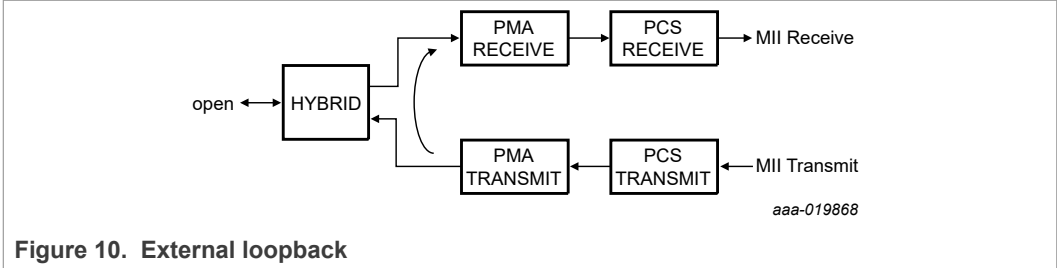 PMA
RECEIVE
PCS
RECEIVE
MII Receive
open
HYBRID
PMA
TRANSMIT
PCS
TRANSMIT
MII Transmit
aaa-019868
Figure 10. External loopback